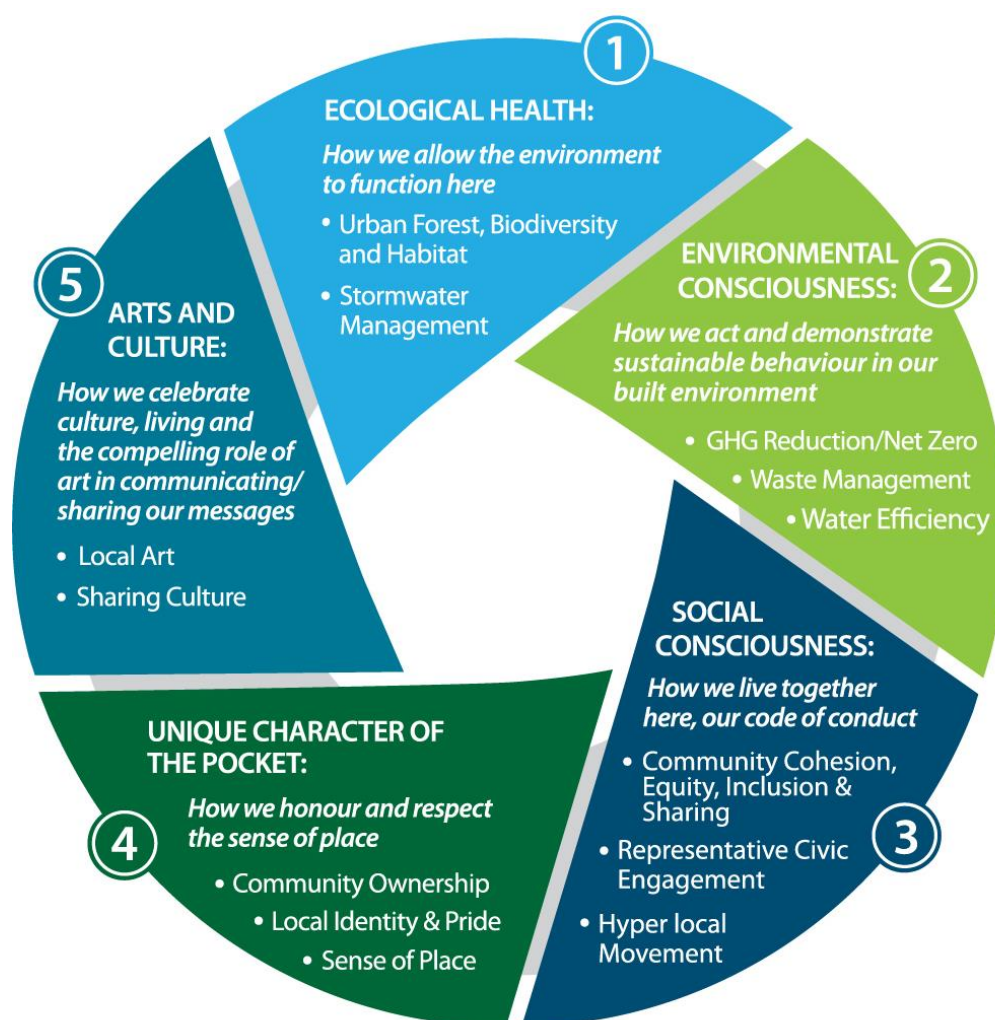 1
ECOLOGICAL HEALTH:
How we allow the environment
to function here
• Urban Forest, Biodiversity
and Habitat
• Stormwater
Management
2
ENVIRONMENTAL
CONSCIOUSNESS:
How we act and demonstrate
sustainable behaviour in our
built environment
• GHG Reduction/Net Zero
• Waste Management
• Water Efficiency
3
SOCIAL
CONSCIOUSNESS:
How we live together
here, our code of conduct
• Community Cohesion,
Equity, Inclusion &
Sharing
• Representative Civic
Engagement
• Hyper local
Movement
4
UNIQUE CHARACTER OF
THE POCKET:
How we honour and respect
the sense of place
• Community Ownership
• Local Identity & Pride
• Sense of Place
5
ARTS AND
CULTURE:
How we celebrate
culture, living and
the compelling role of
art in communicating/
sharing our messages
• Local Art
• Sharing Culture